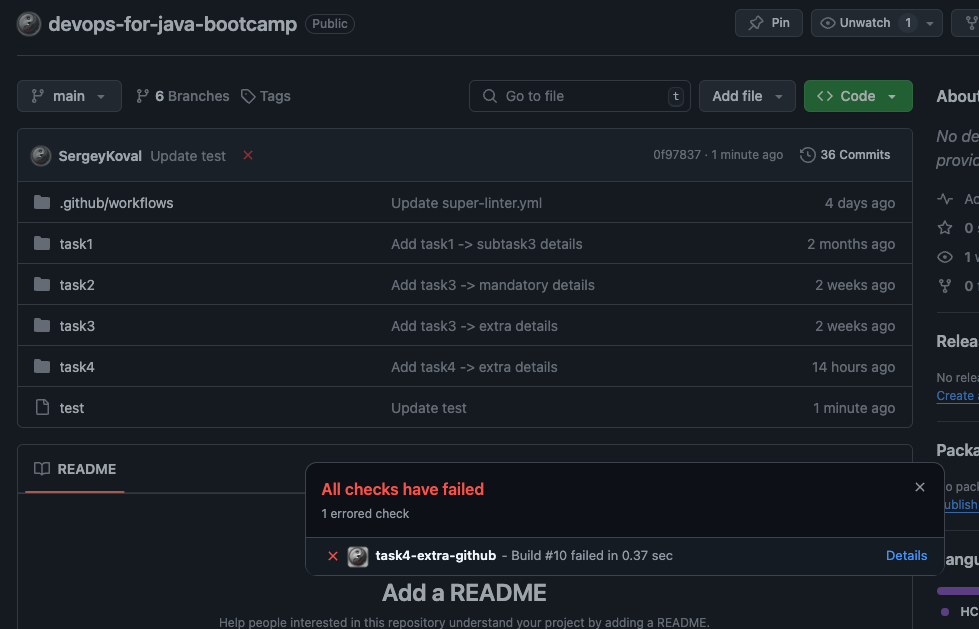 devops-for-java-bootcamp Public Pin Unwatch 1
main 6 Branches Tags Go to file t Add file Code About
SergeyKoval Update test 0f97837 · 1 minute ago 36 Commits
No de
provid
.github/workflows Update super-linter.yml 4 days ago
task1 Add task1 -> subtask3 details 2 months ago
0
task2 Add task3 -> mandatory details 2 weeks ago
task3 Add task3 -> extra details 2 weeks ago
task4 Add task4 -> extra details 14 hours ago
test Update test 1 minute ago
Relea
No relea
Create
README
Packa
All checks have failed
1 errored check
task4-extra-github - Build #10 failed in 0.37 sec Details
o pack
ublish
angu
HC
Add a README
Help people interested in this repository understand your project by adding a README.